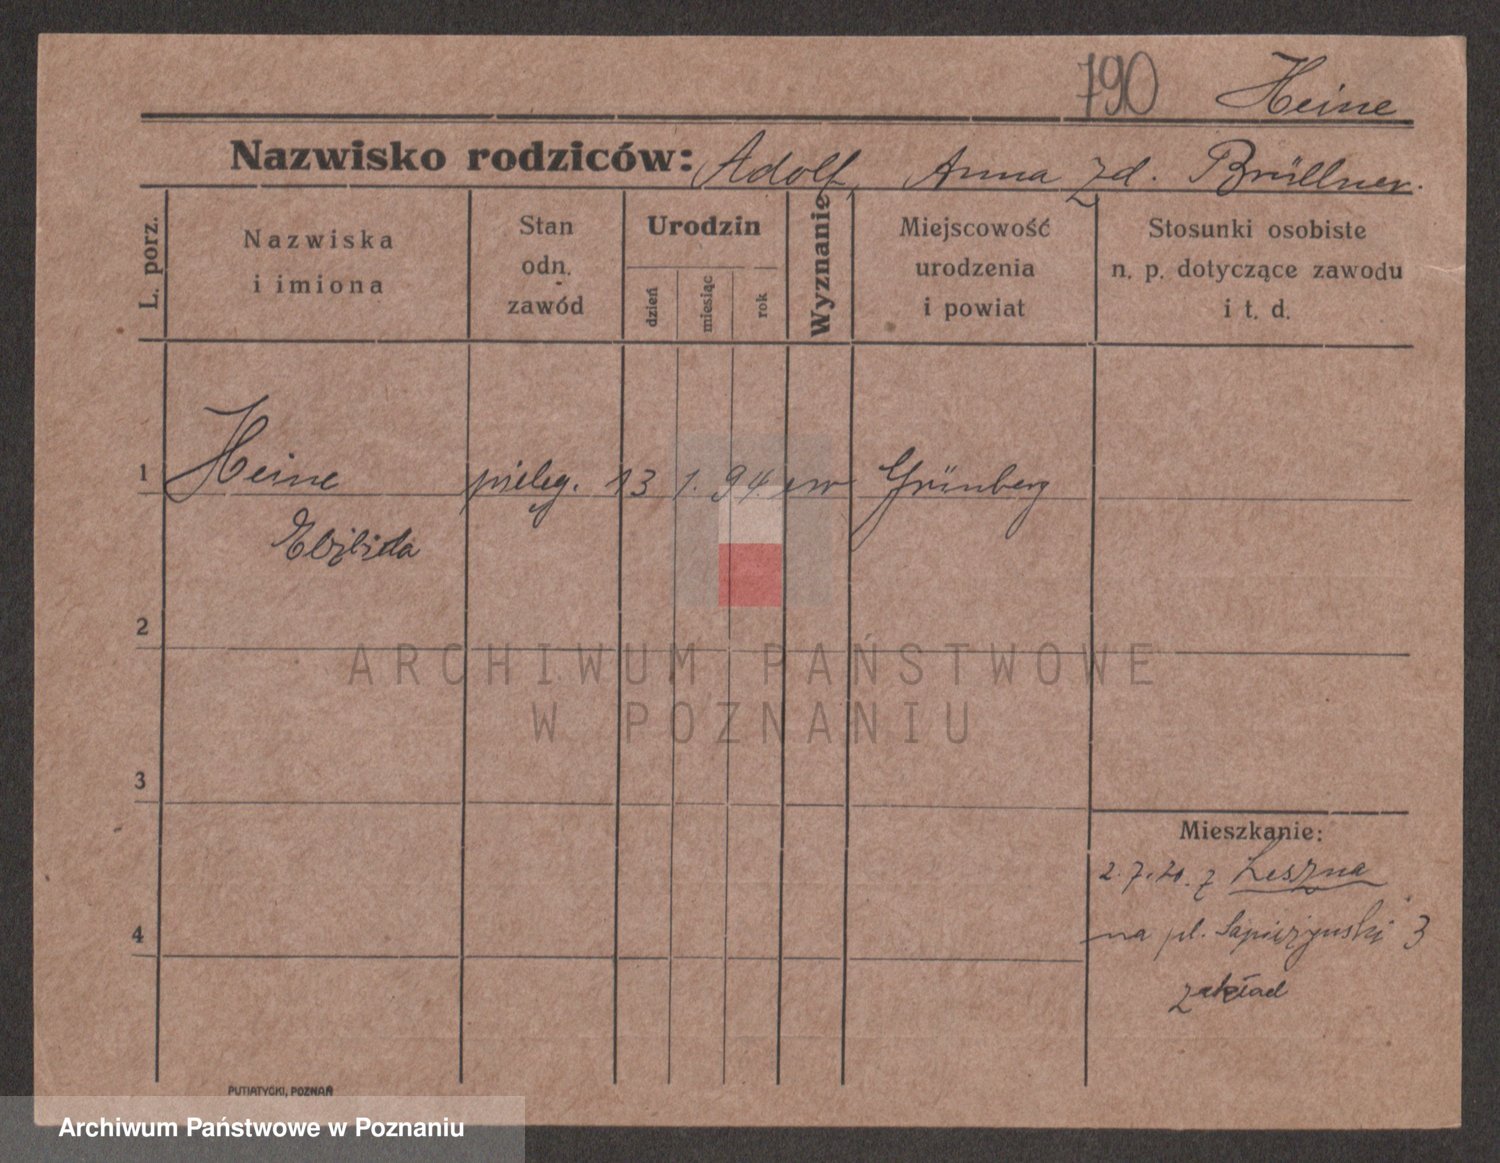 790 Heine
Nazwisko rodziców: Adolf, Anna zd. Brüllner.
L. porz.
Nazwiska
i imiona
Stan
odn.
zawód
Urodzin
dzień
miesiąc
rok
Wyznanie
Miejscowość
urodzenia
i powiat
Stosunki osobiste
n. p. dotyczące zawodu
i t. d.
1 Heine pieleg. 13 1. 94. ew Grünberg
Elżbieta
2
ARCHIWUM PAŃSTWOWE
W POZNANIU
3
Mieszkanie:
2. 7. 20. z Leszna
4
na pl. Sapieżyński 3
zakład
PUTIATYCKI, POZNAŃ
Archiwum Państwowe w Poznaniu